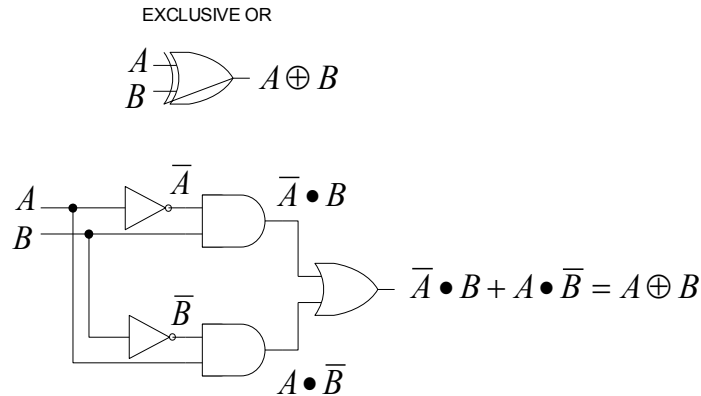 EXCLUSIVE OR
A
B
A ⊕ B
A̅
A̅ • B
A
B
A̅ • B + A • B̅ = A ⊕ B
B̅
A • B̅